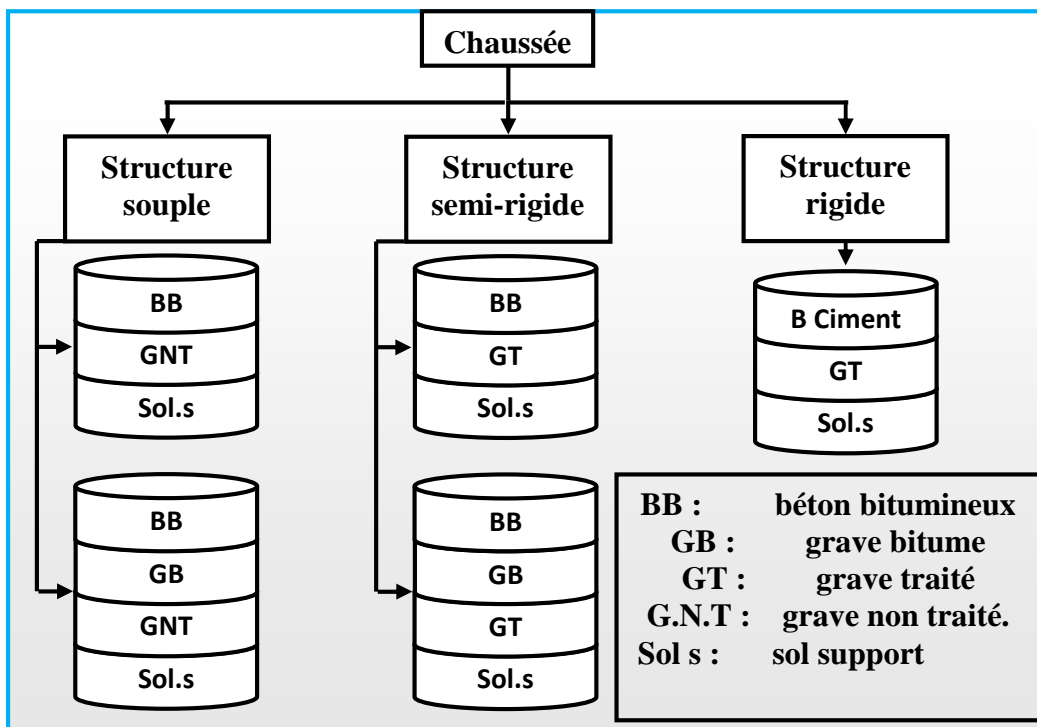 Chaussée
Structure
souple
Structure
semi-rigide
Structure
rigide
BB
GNT
Sol.s
BB
GT
Sol.s
B Ciment
GT
Sol.s
BB
GB
GNT
Sol.s
BB
GB
GT
Sol.s
BB : béton bitumineux
GB : grave bitume
GT : grave traité
G.N.T : grave non traité.
Sol s : sol support